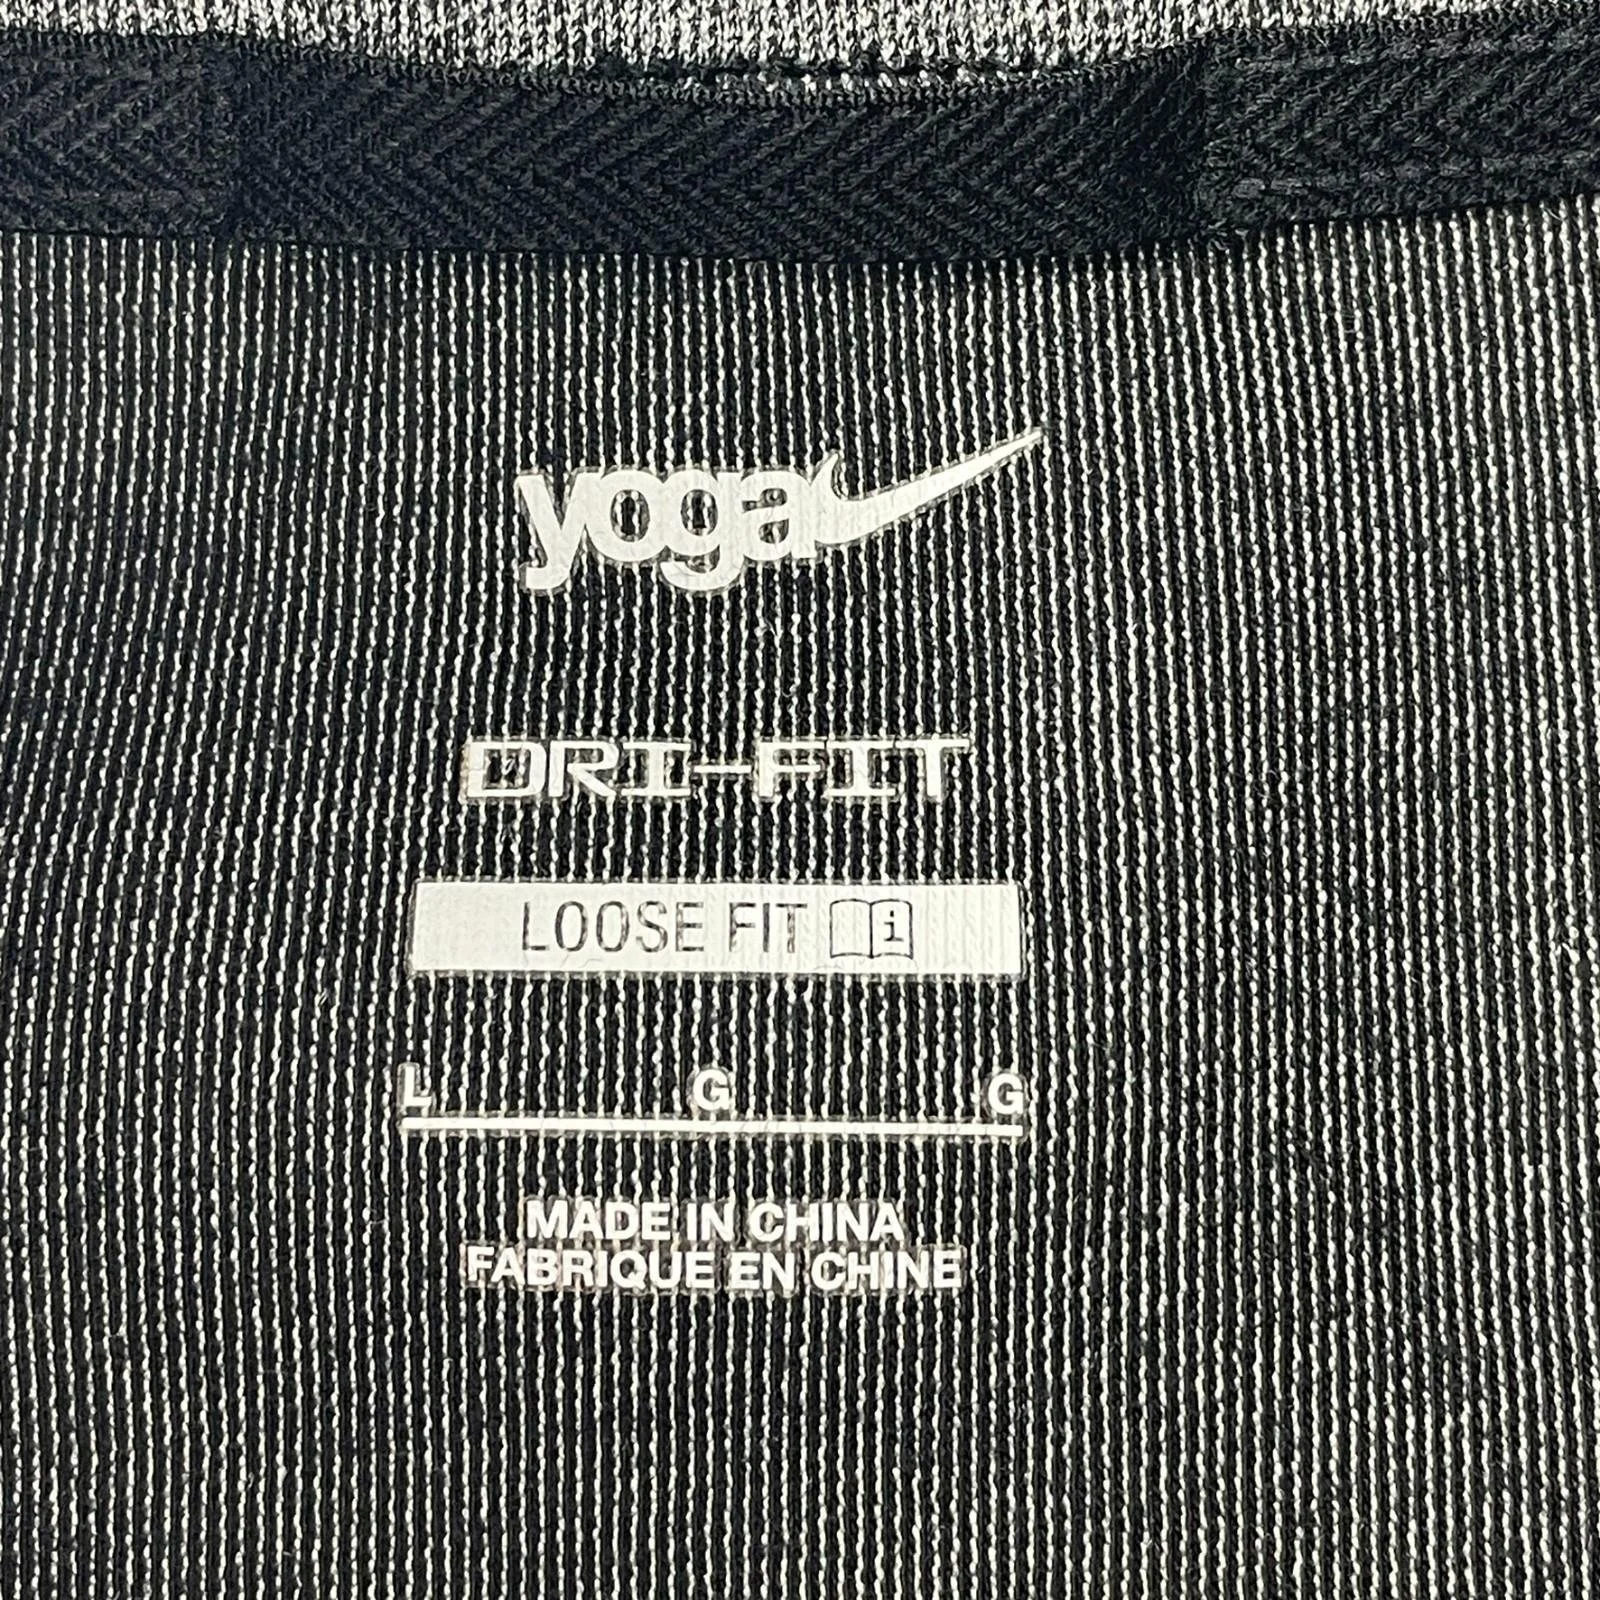 yoga
DRI-FIT
LOOSE FIT i
L G G
MADE IN CHINA
FABRIQUE EN CHINE